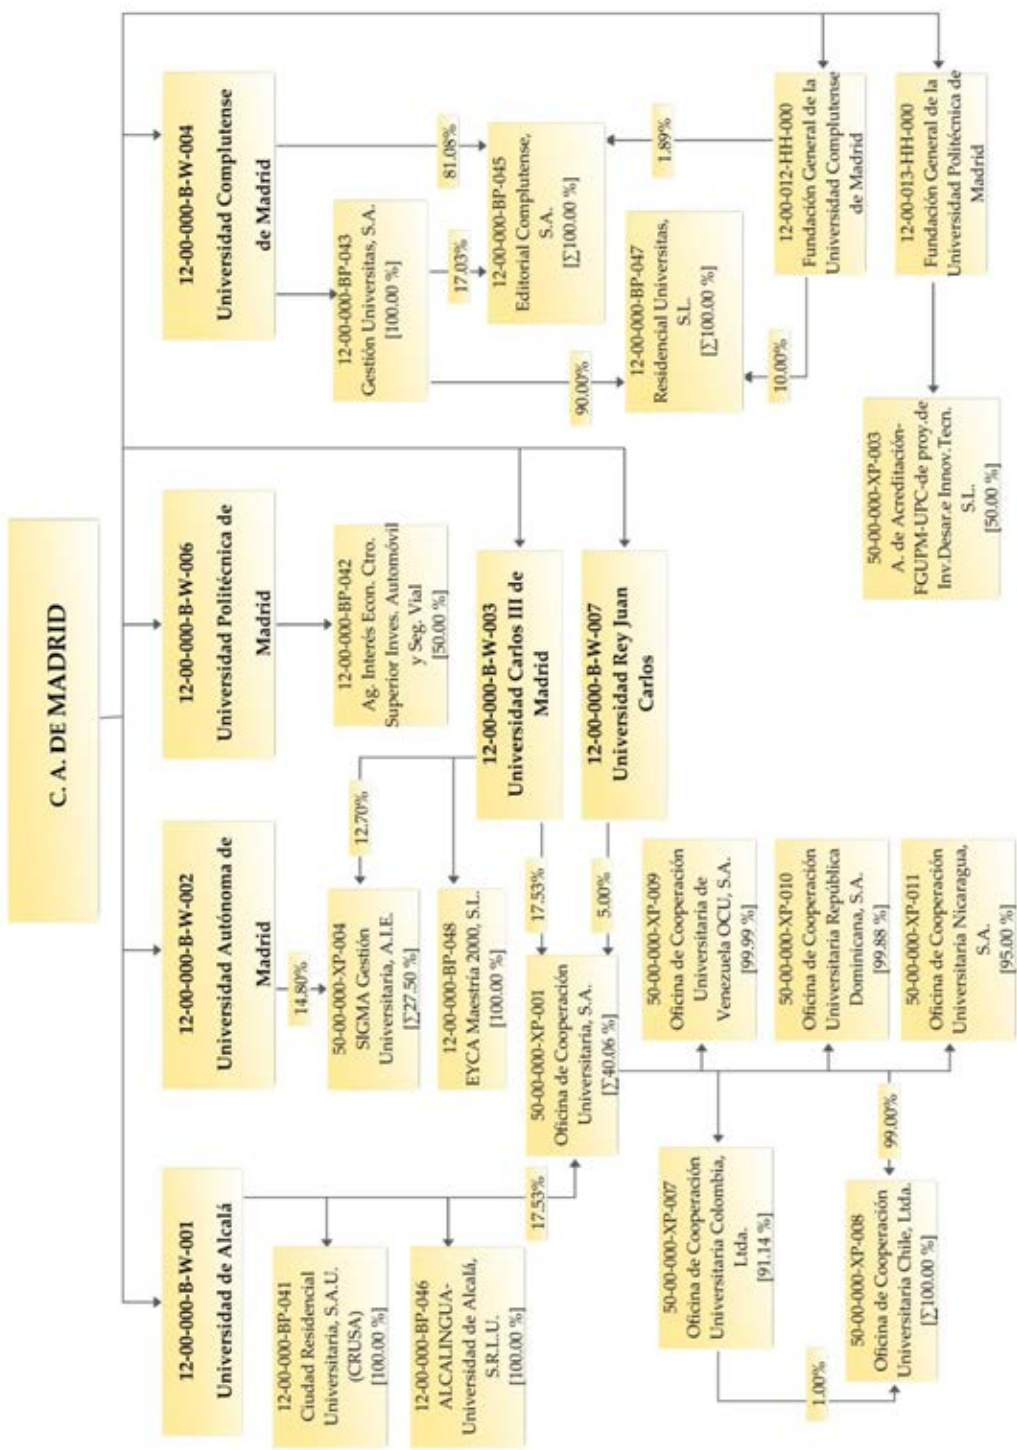 C. A. DE MADRID
12-00-000-B-W-001
Universidad de Alcalá
12-00-000-B-W-002
Universidad Autónoma de
Madrid
12-00-000-B-W-006
Universidad Politécnica de
Madrid
12-00-000-B-W-004
Universidad Complutense
de Madrid
12-00-000-BP-041
Ciudad Residencial
Universitaria, S.A.U.
(CRUSA)
[100.00 %]
12-00-000-BP-046
ALCALINGUA-
Universidad de Alcalá,
S.R.L.U.
[100.00 %]
17.53%
14.80%
50-00-000-XP-004
SIGMA Gestión
Universitaria, A.I.E.
[∑27.50 %]
12.70%
12-00-000-BP-048
EYCA Maestría 2000, S.L.
[100.00 %]
12-00-000-BP-042
Ag. Interés Econ. Ctro.
Superior Inves. Automóvil
y Seg. Vial
[50.00 %]
12-00-000-B-W-003
Universidad Carlos III de
Madrid
12-00-000-B-W-007
Universidad Rey Juan
Carlos
17.53%
5.00%
50-00-000-XP-001
Oficina de Cooperación
Universitaria, S.A.
[∑40.06 %]
12-00-000-BP-043
Gestión Universitas, S.A.
[100.00 %]
81.08%
17.03%
12-00-000-BP-045
Editorial Complutense,
S.A.
[∑100.00 %]
1.89%
90.00%
12-00-000-BP-047
Residencial Universitas,
S.L.
[∑100.00 %]
10.00%
12-00-012-HH-000
Fundación General de la
Universidad Complutense
de Madrid
12-00-013-HH-000
Fundación General de la
Universidad Politécnica de
Madrid
50-00-000-XP-003
A. de Acreditación-
FGUPM-UPC-de proy.de
Inv.Desar.e Innov.Tecn.
S.L.
[50.00 %]
50-00-000-XP-007
Oficina de Cooperación
Universitaria Colombia,
Ltda.
[91.14 %]
50-00-000-XP-009
Oficina de Cooperación
Universitaria de
Venezuela OCU, S.A.
[99.99 %]
50-00-000-XP-010
Oficina de Cooperación
Universitaria República
Dominicana, S.A.
[99.88 %]
50-00-000-XP-011
Oficina de Cooperación
Universitaria Nicaragua,
S.A.
[95.00 %]
99.00%
1.00%
50-00-000-XP-008
Oficina de Cooperación
Universitaria Chile, Ltda.
[∑100.00 %]